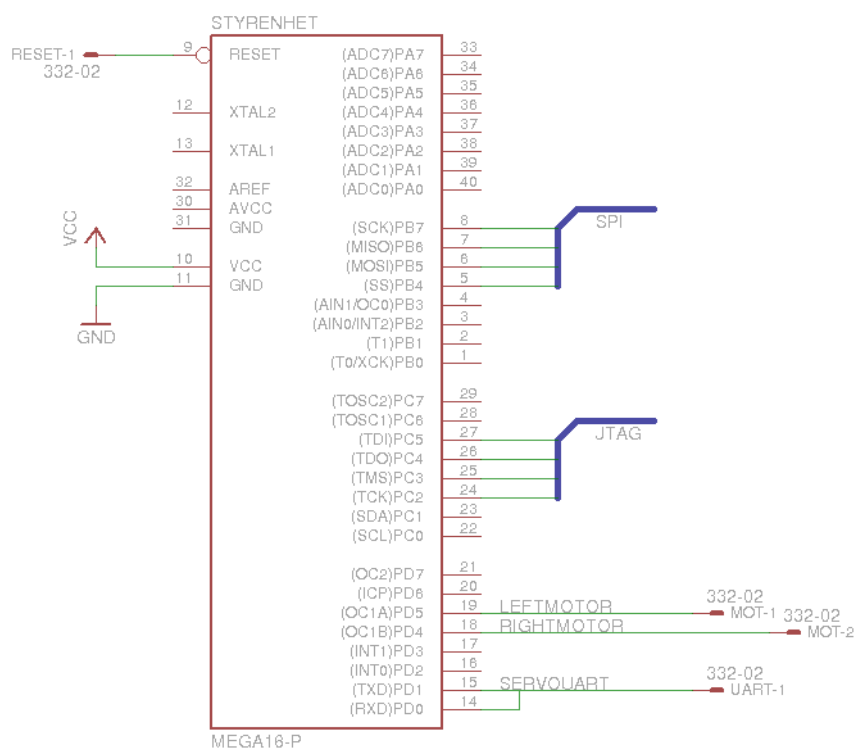 STYRENHET
RESET-1
332-02
9 RESET
12 XTAL2
13 XTAL1
32 AREF
30 AVCC
31 GND
VCC
10 VCC
11 GND
GND
(ADC7)PA7 33
(ADC6)PA6 34
(ADC5)PA5 35
(ADC4)PA4 36
(ADC3)PA3 37
(ADC2)PA2 38
(ADC1)PA1 39
(ADC0)PA0 40
(SCK)PB7 8
(MISO)PB6 7
(MOSI)PB5 6
(SS)PB4 5
(AIN1/OC0)PB3 4
(AIN0/INT2)PB2 3
(T1)PB1 2
(T0/XCK)PB0 1
SPI
(TOSC2)PC7 29
(TOSC1)PC6 28
(TDI)PC5 27
(TDO)PC4 26
(TMS)PC3 25
(TCK)PC2 24
(SDA)PC1 23
(SCL)PC0 22
JTAG
(OC2)PD7 21
(ICP)PD6 20
(OC1A)PD5 19 LEFTMOTOR 332-02 MOT-1
(OC1B)PD4 18 RIGHTMOTOR 332-02 MOT-2
(INT1)PD3 17
(INT0)PD2 16
(TXD)PD1 15 SERVOUART 332-02 UART-1
(RXD)PD0 14
MEGA16-P